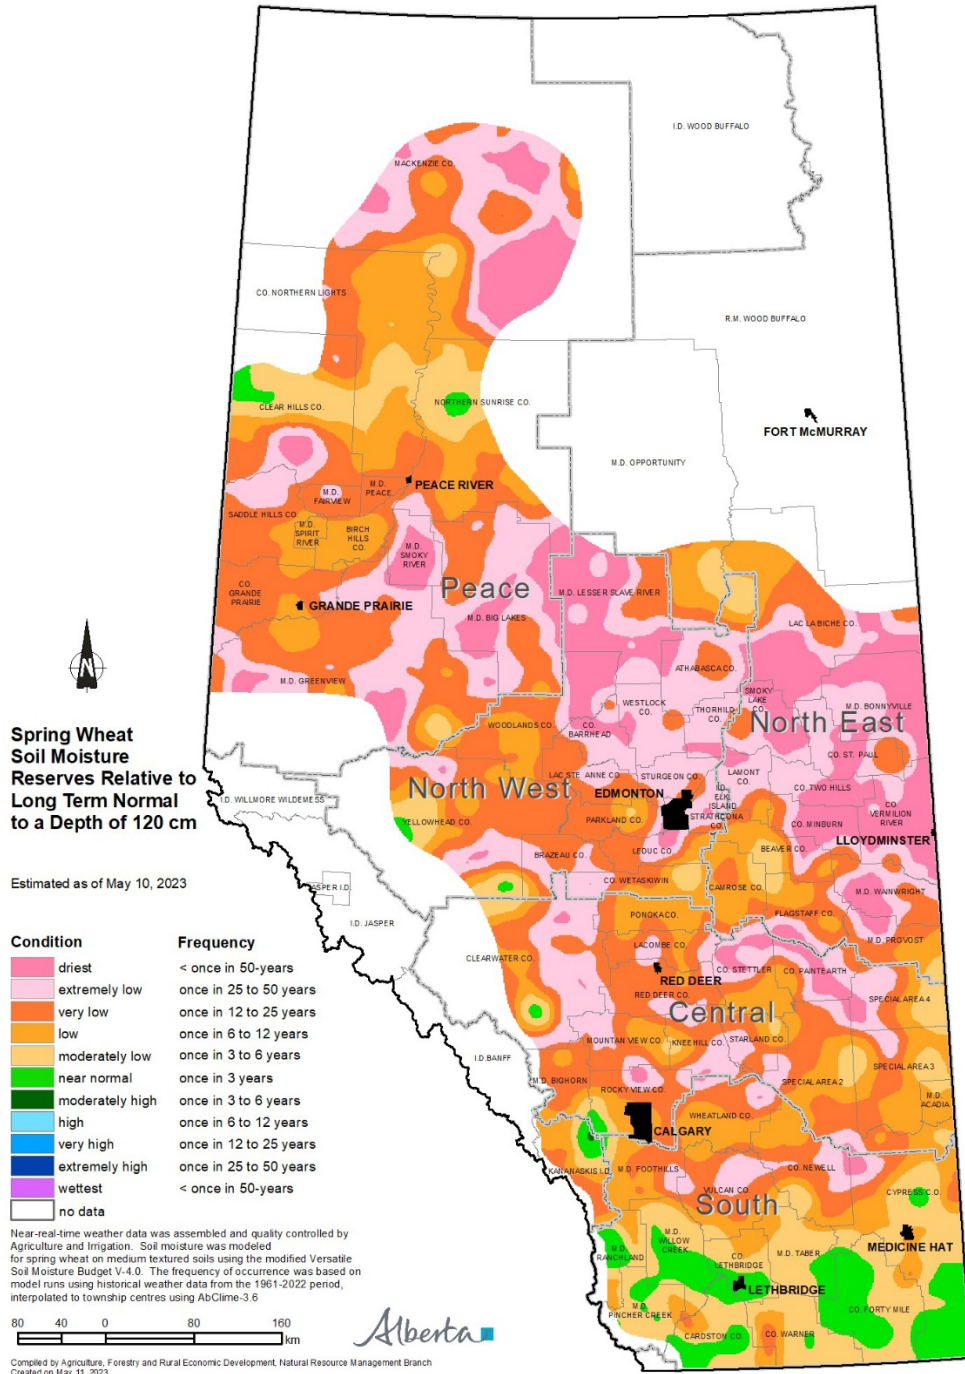 I.D. WOOD BUFFALO
MACKENZIE CO.
CO. NORTHERN LIGHTS
R.M. WOOD BUFFALO
CLEAR HILLS CO.
NORTHERN SUNRISE CO.
FORT McMURRAY
M.D. OPPORTUNITY
PEACE RIVER
M.D.
PEACE
M.D.
FAIRVIEW
SADDLE HILLS CO.
M.D.
SPIRIT
RIVER
BIRCH
HILLS
CO.
M.D.
SMOKY
RIVER
Peace
CO.
GRANDE
PRAIRIE
GRANDE PRAIRIE
M.D. LESSER SLAVE RIVER
M.D. BIG LAKES
LAC LA BICHE CO.
ATHABASCA CO.
M.D. GREENVIEW
WESTLOCK
CO.
THORHILD
CO.
SMOKY
LAKE
CO.
M.D. BONNYVILLE
North East
WOODLANDS CO.
CO.
BARRHEAD
CO. ST. PAUL
North West
LAC STE ANNE CO.
STURGEON CO.
LAMONT
CO.
CO. TWO HILLS
EDMONTON
I.D.
ELK
ISLAND
STRATHCONA
CO.
CO.
VERMILION
RIVER
I.D. WILLMORE WILDERNESS
YELLOWHEAD CO.
PARKLAND CO.
CO. MINBURN
LLOYDMINSTER
BRAZEAU CO.
LEDUC CO.
BEAVER CO.
CO. WETASKIWIN
CAMROSE CO.
M.D. WAINWRIGHT
JASPER I.D.
I.D. JASPER
PONOKA CO.
FLAGSTAFF CO.
M.D. PROVOST
CLEARWATER CO.
LACOMBE CO.
CO. STETTLER
CO. PAINTEARTH
RED DEER
RED DEER CO.
SPECIAL AREA 4
Central
MOUNTAIN VIEW CO.
KNEEHILL CO.
STARLAND CO.
I.D. BANFF
M.D. BIGHORN
ROCKY VIEW CO.
SPECIAL AREA 2
SPECIAL AREA 3
M.D.
ACADIA
WHEATLAND CO.
CALGARY
KANANASKIS I.D.
M.D. FOOTHILLS
CO. NEWELL
VULCAN CO.
South
CYPRESS CO.
M.D.
RANCHLAND
M.D.
WILLOW
CREEK
CO.
LETHBRIDGE
M.D. TABER
MEDICINE HAT
LETHBRIDGE
M.D.
PINCHER CREEK
CO. FORTY MILE
CARDSTON CO.
CO. WARNER
N
Spring Wheat
Soil Moisture
Reserves Relative to
Long Term Normal
to a Depth of 120 cm
Estimated as of May 10, 2023
Condition Frequency
driest < once in 50-years
extremely low once in 25 to 50 years
very low once in 12 to 25 years
low once in 6 to 12 years
moderately low once in 3 to 6 years
near normal once in 3 years
moderately high once in 3 to 6 years
high once in 6 to 12 years
very high once in 12 to 25 years
extremely high once in 25 to 50 years
wettest < once in 50-years
no data
Near-real-time weather data was assembled and quality controlled by
Agriculture and Irrigation. Soil moisture was modeled
for spring wheat on medium textured soils using the modified Versatile
Soil Moisture Budget V-4.0. The frequency of occurrence was based on
model runs using historical weather data from the 1961-2022 period,
interpolated to township centres using AbClime-3.6
80 40 0 80 160
km
Alberta
Compiled by Agriculture, Forestry and Rural Economic Development, Natural Resource Management Branch
Created on May 11, 2023